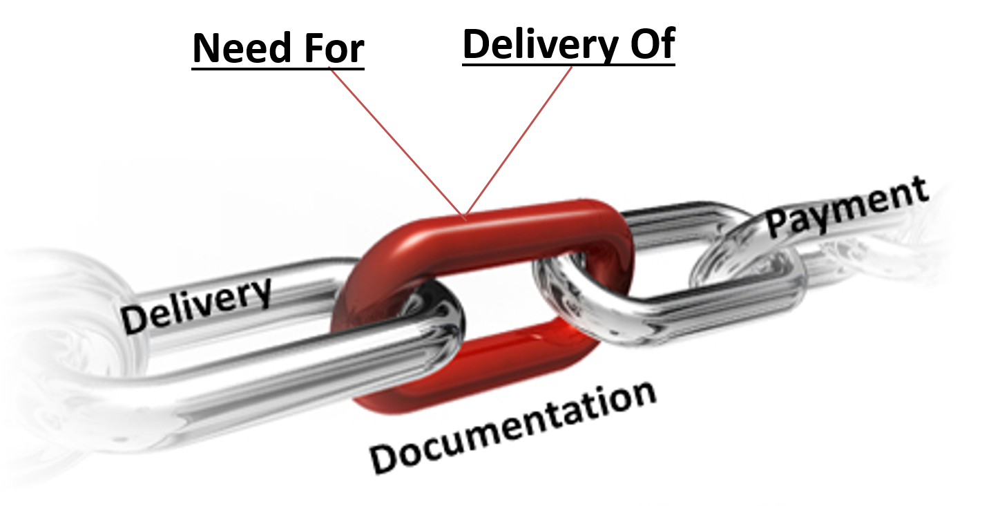 Need For
Delivery Of
Payment
Delivery
Documentation